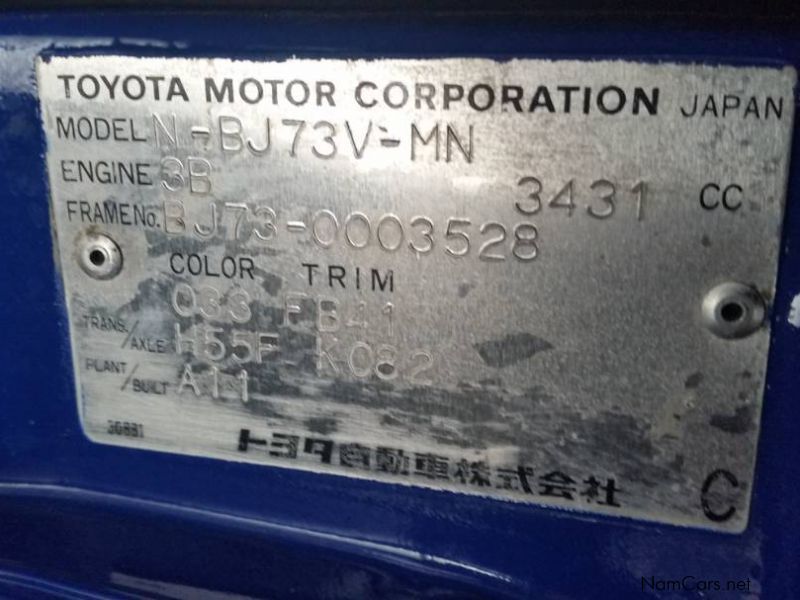 TOYOTA MOTOR CORPORATION JAPAN
MODEL N-BJ73V-MN
ENGINE 3B 3431 CC
FRAME No. BJ73-0003528
COLOR TRIM
033 FB41
TRANS./AXLE H55F K082
PLANT/BUILT A11
30831
トヨタ自動車株式会社
C
NamCars.net